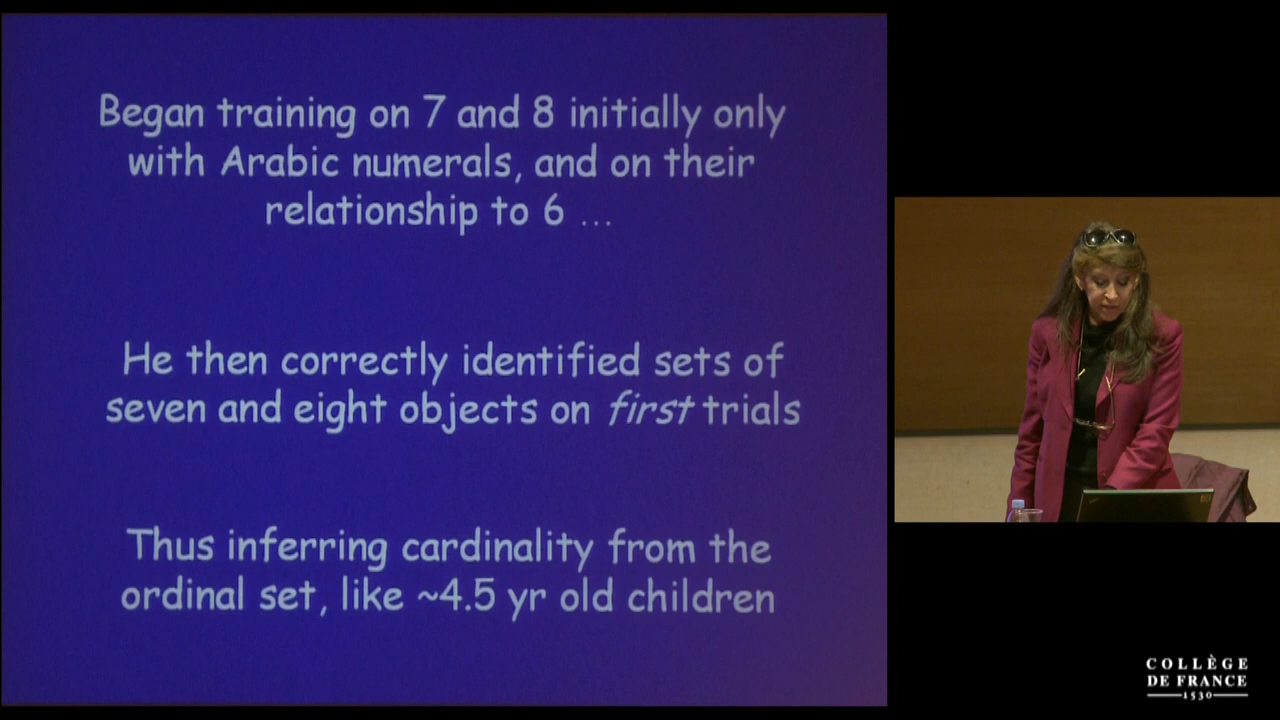 Began training on 7 and 8 initially only
with Arabic numerals, and on their
relationship to 6 ...
He then correctly identified sets of
seven and eight objects on first trials
Thus inferring cardinality from the
ordinal set, like ~4.5 yr old children
COLLÈGE
DE FRANCE
1530